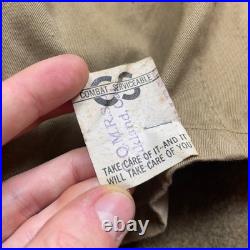 COMBAT SERVICEABLE
CS
Q.M.R.S.
TAKE CARE OF IT-AND IT
WILL TAKE CARE OF YOU